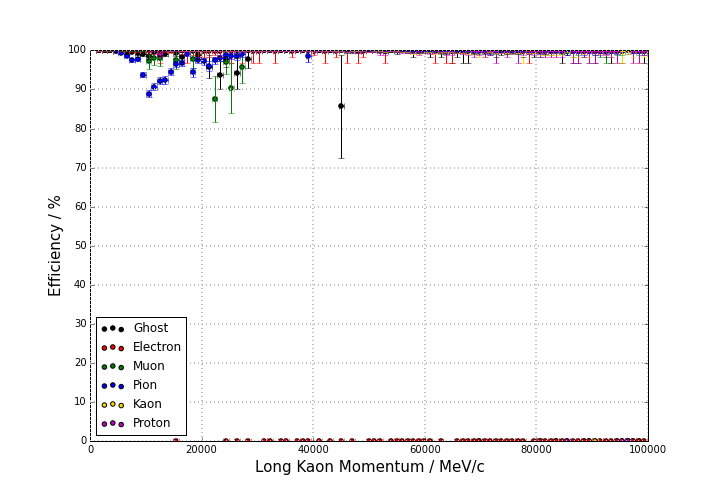 100
90
80
70
60
50
40
30
20
10
0
Efficiency / %
Ghost
Electron
Muon
Pion
Kaon
Proton
0 20000 40000 60000 80000 100000
Long Kaon Momentum / MeV/c